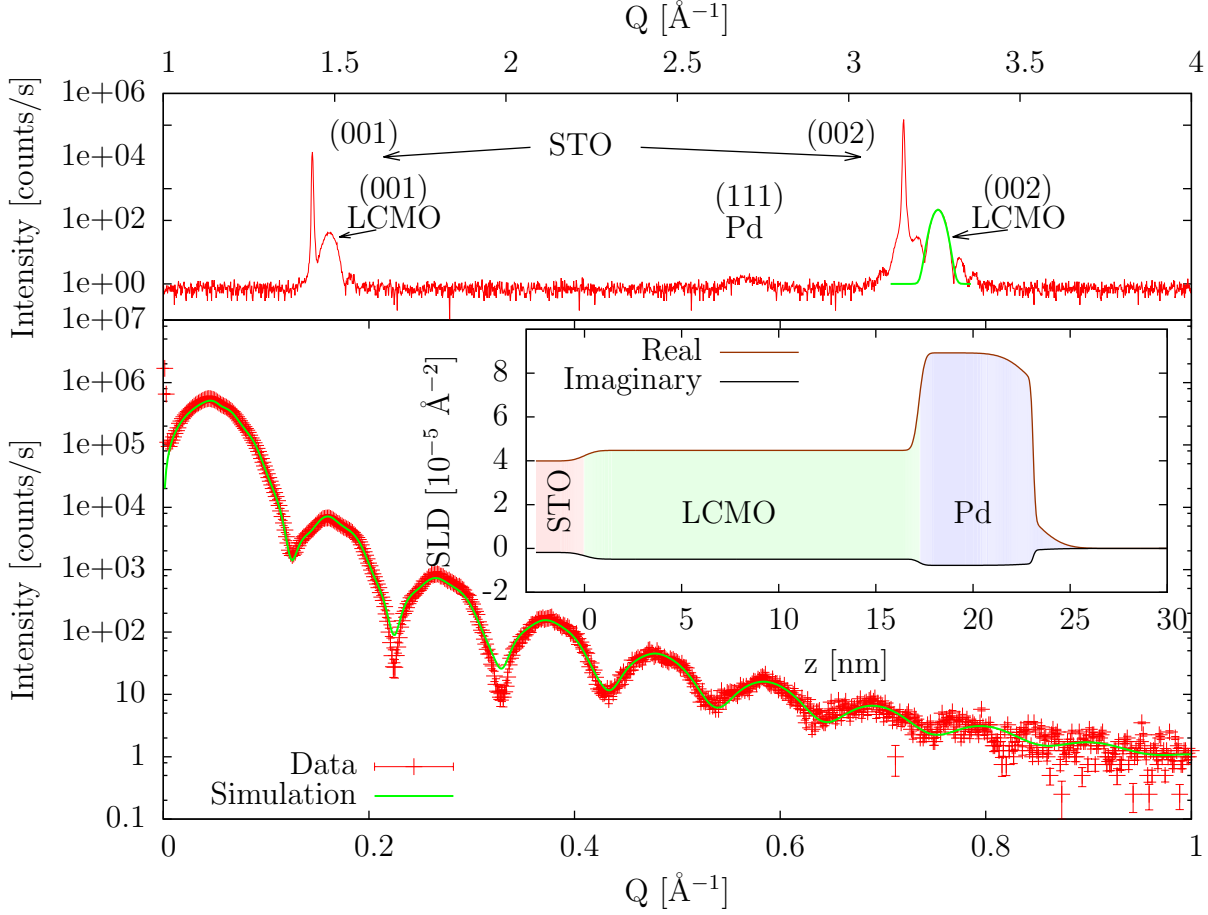 Q [Å⁻¹]
1 1.5 2 2.5 3 3.5 4
Intensity [counts/s]
1e+06
1e+04
1e+02
1e+00
(001)
STO
(002)
(001)
LCMO
(111)
Pd
(002)
LCMO
Intensity [counts/s]
1e+07
1e+06
1e+05
1e+04
1e+03
1e+02
10
1
0.1
SLD [10⁻⁵ Å⁻²]
8
6
4
2
0
-2
Real
Imaginary
STO
LCMO
Pd
0 5 10 15 20 25 30
z [nm]
Data
Simulation
0 0.2 0.4 0.6 0.8 1
Q [Å⁻¹]